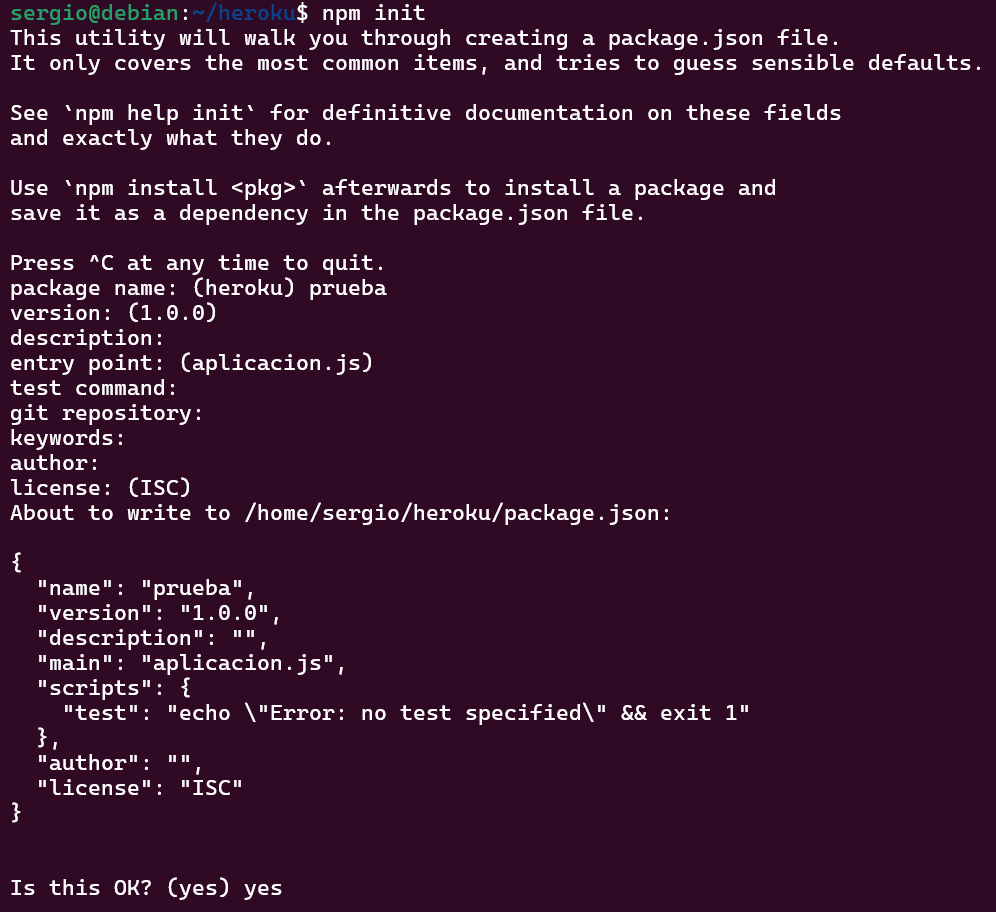 sergio@debian:~/heroku$ npm init
This utility will walk you through creating a package.json file.
It only covers the most common items, and tries to guess sensible defaults.
See `npm help init` for definitive documentation on these fields
and exactly what they do.
Use `npm install <pkg>` afterwards to install a package and
save it as a dependency in the package.json file.
Press ^C at any time to quit.
package name: (heroku) prueba
version: (1.0.0)
description:
entry point: (aplicacion.js)
test command:
git repository:
keywords:
author:
license: (ISC)
About to write to /home/sergio/heroku/package.json:
{
  "name": "prueba",
  "version": "1.0.0",
  "description": "",
  "main": "aplicacion.js",
  "scripts": {
    "test": "echo \"Error: no test specified\" && exit 1"
  },
  "author": "",
  "license": "ISC"
}
Is this OK? (yes) yes